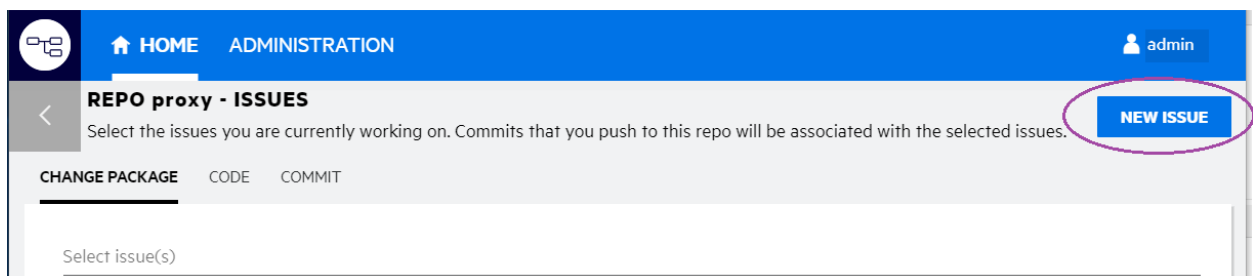 HOME ADMINISTRATION admin
REPO proxy - ISSUES
Select the issues you are currently working on. Commits that you push to this repo will be associated with the selected issues.
NEW ISSUE
CHANGE PACKAGE CODE COMMIT
Select issue(s)